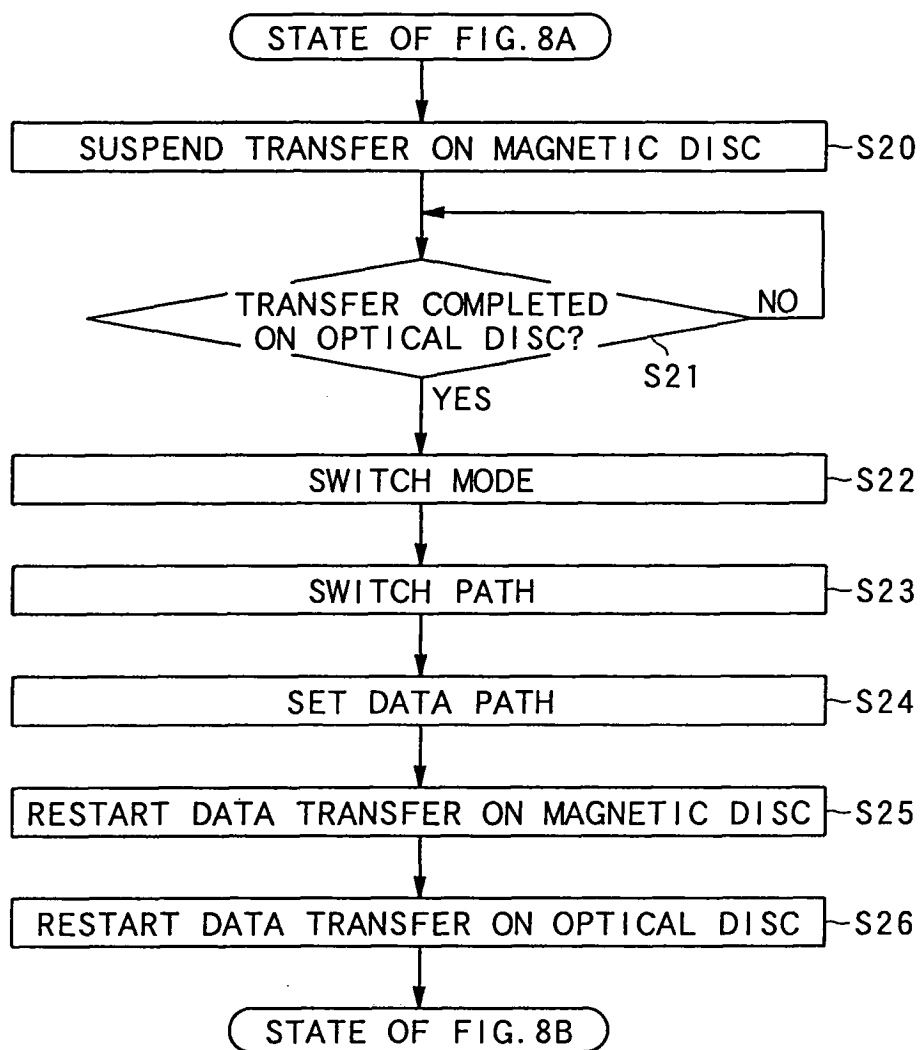 STATE OF FIG.8A
SUSPEND TRANSFER ON MAGNETIC DISC
S20
TRANSFER COMPLETED
ON OPTICAL DISC?
NO
S21
YES
SWITCH MODE
S22
SWITCH PATH
S23
SET DATA PATH
S24
RESTART DATA TRANSFER ON MAGNETIC DISC
S25
RESTART DATA TRANSFER ON OPTICAL DISC
S26
STATE OF FIG.8B